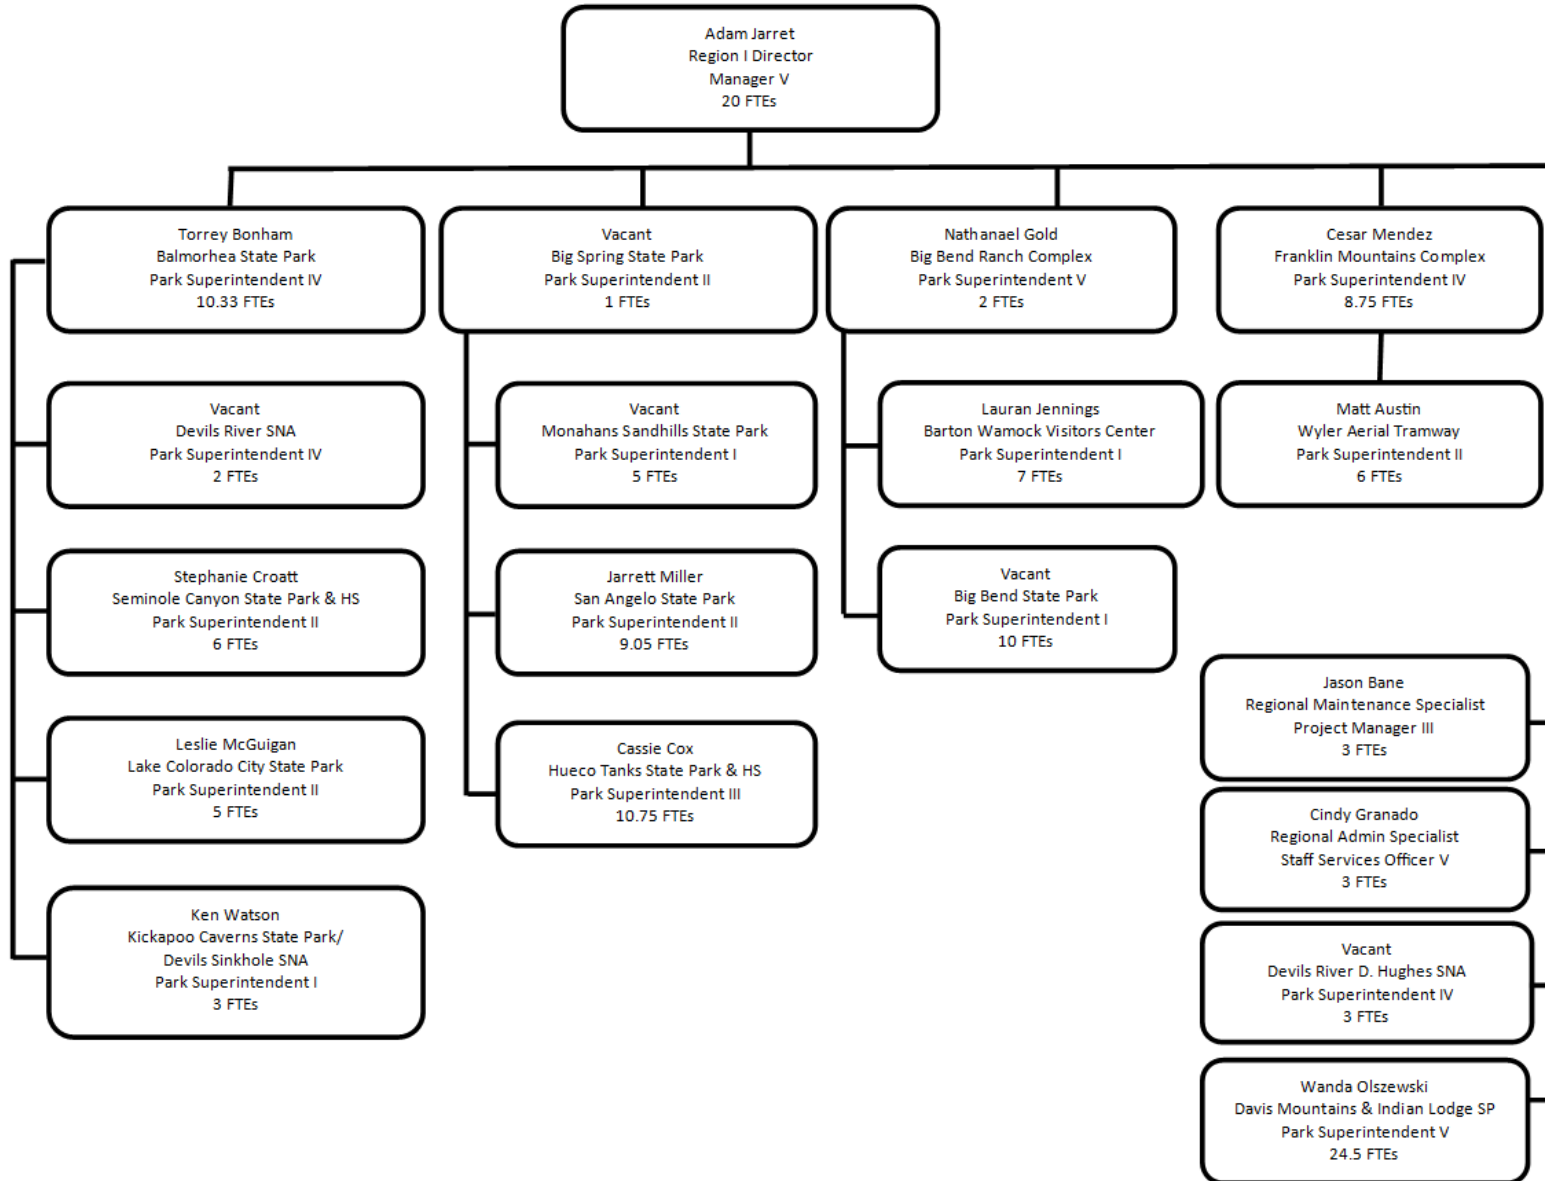 Adam Jarret
Region I Director
Manager V
20 FTEs
Torrey Bonham
Balmorhea State Park
Park Superintendent IV
10.33 FTEs
Vacant
Devils River SNA
Park Superintendent IV
2 FTEs
Stephanie Croatt
Seminole Canyon State Park & HS
Park Superintendent II
6 FTEs
Leslie McGuigan
Lake Colorado City State Park
Park Superintendent II
5 FTEs
Ken Watson
Kickapoo Caverns State Park/
Devils Sinkhole SNA
Park Superintendent I
3 FTEs
Vacant
Big Spring State Park
Park Superintendent II
1 FTEs
Vacant
Monahans Sandhills State Park
Park Superintendent I
5 FTEs
Jarrett Miller
San Angelo State Park
Park Superintendent II
9.05 FTEs
Cassie Cox
Hueco Tanks State Park & HS
Park Superintendent III
10.75 FTEs
Nathanael Gold
Big Bend Ranch Complex
Park Superintendent V
2 FTEs
Lauran Jennings
Barton Wamock Visitors Center
Park Superintendent I
7 FTEs
Vacant
Big Bend State Park
Park Superintendent I
10 FTEs
Cesar Mendez
Franklin Mountains Complex
Park Superintendent IV
8.75 FTEs
Matt Austin
Wyler Aerial Tramway
Park Superintendent II
6 FTEs
Jason Bane
Regional Maintenance Specialist
Project Manager III
3 FTEs
Cindy Granado
Regional Admin Specialist
Staff Services Officer V
3 FTEs
Vacant
Devils River D. Hughes SNA
Park Superintendent IV
3 FTEs
Wanda Olszewski
Davis Mountains & Indian Lodge SP
Park Superintendent V
24.5 FTEs